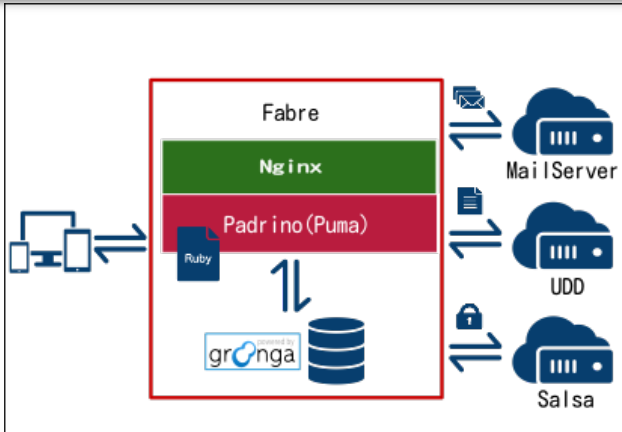 Fabre
Nginx
Padrino(Puma)
Ruby
powered by
groonga
MailServer
UDD
Salsa